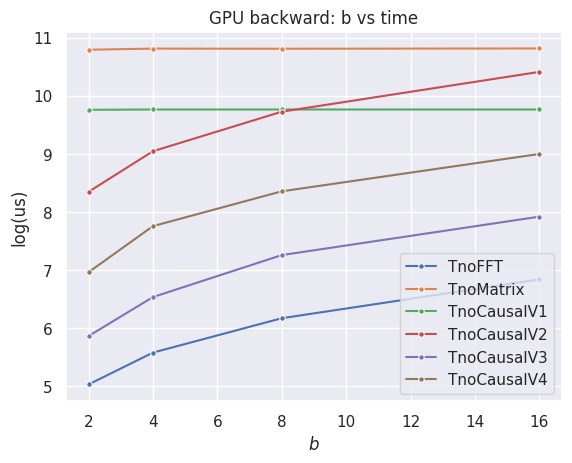 GPU backward: b vs time
log(us)
11
10
9
8
7
6
5
2
4
6
8
10
12
14
16
b
TnoFFT
TnoMatrix
TnoCausalV1
TnoCausalV2
TnoCausalV3
TnoCausalV4